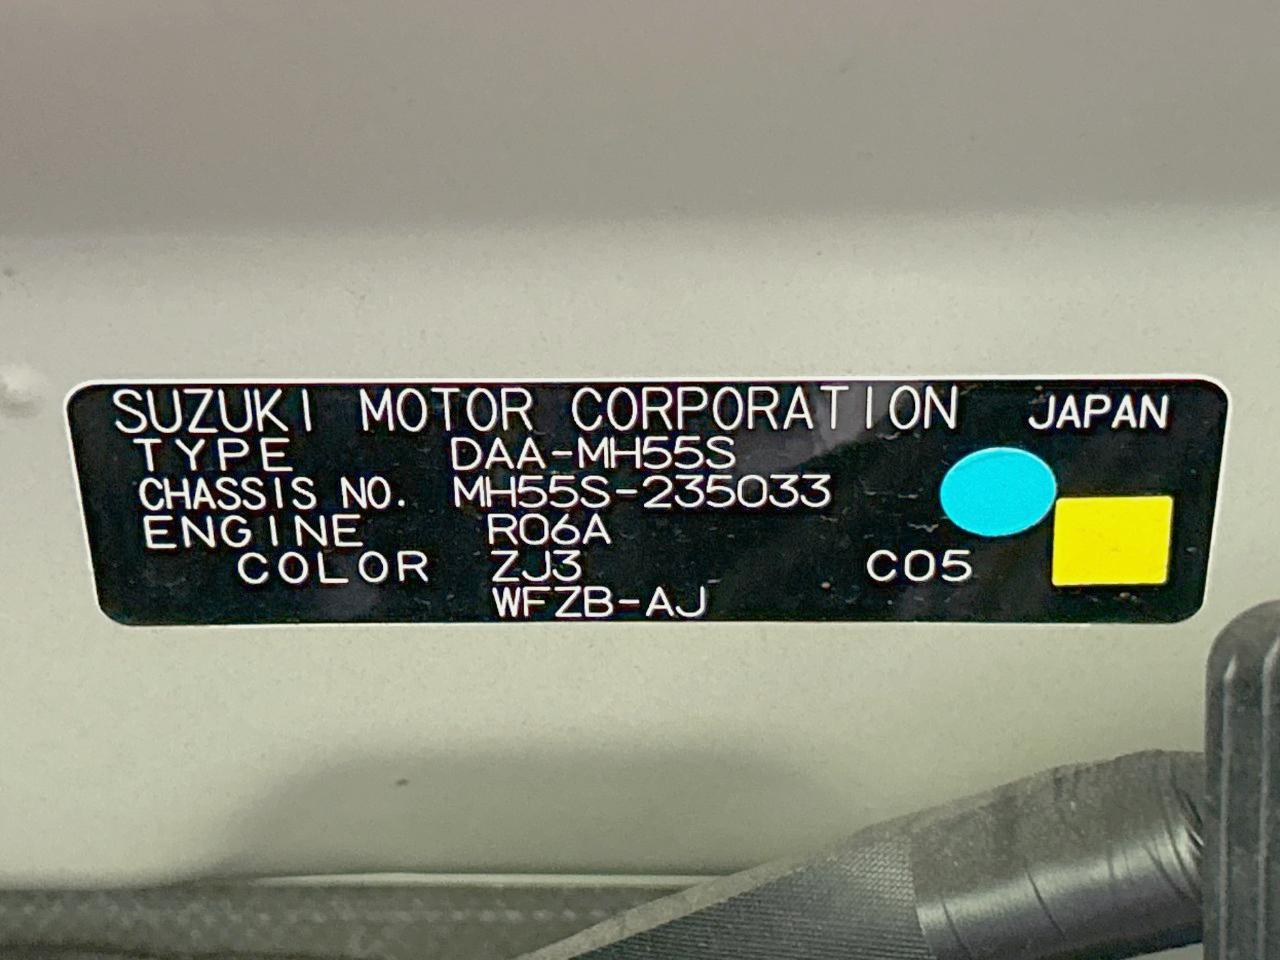 SUZUKI MOTOR CORPORATION JAPAN
TYPE DAA-MH55S
CHASSIS NO. MH55S-235033
ENGINE R06A
COLOR ZJ3 C05
WFZB-AJ